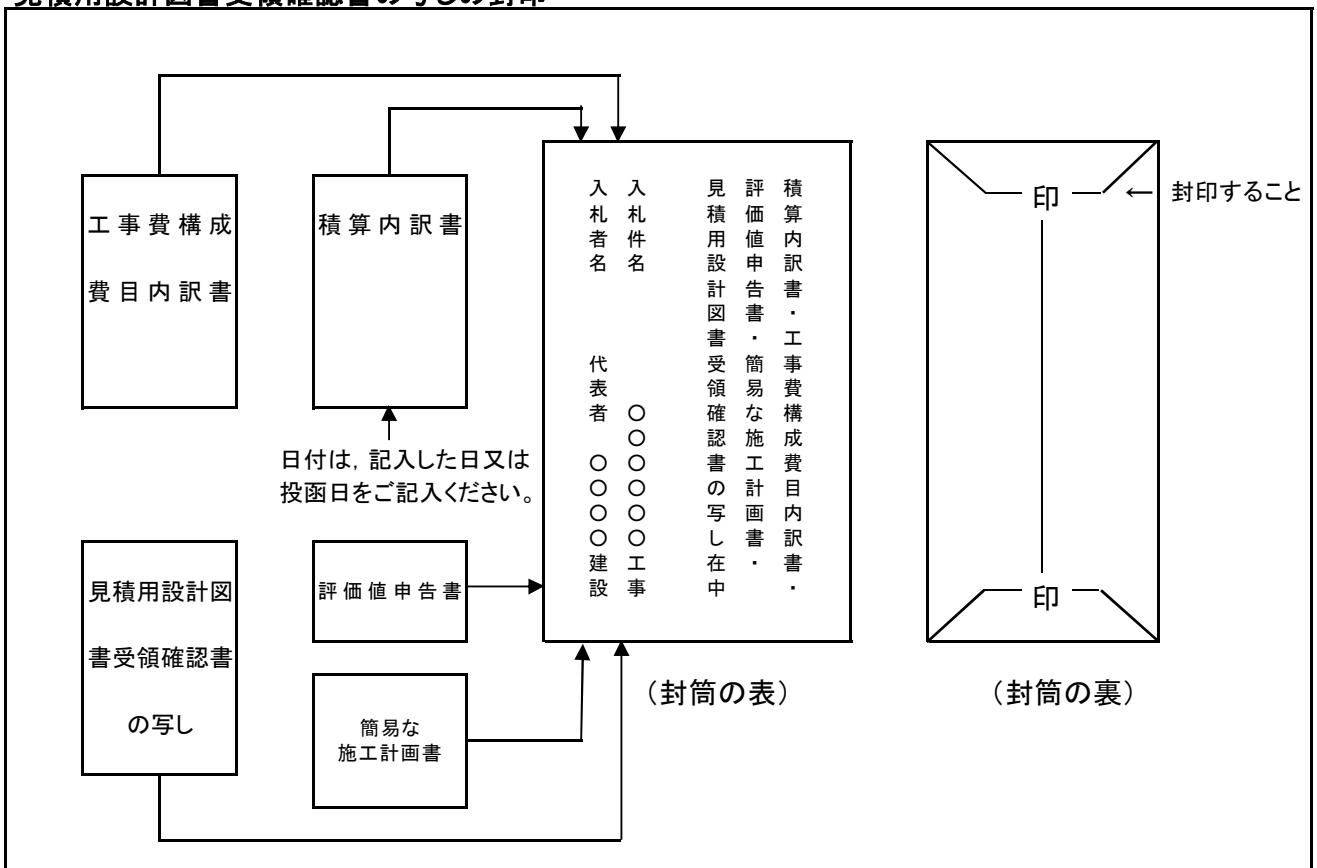 見積用設計図書受領確認書の写しの封印
工事費構成
費目内訳書
積算内訳書
日付は，記入した日又は
投函日をご記入ください。
見積用設計図
書受領確認書
の写し
評価値申告書
簡易な
施工計画書
積算内訳書・工事費構成費目内訳書・
評価値申告書・簡易な施工計画書・
見積用設計図書受領確認書の写し在中
入札件名　〇〇〇〇〇〇工事
入札者名　代表者　〇〇〇〇建設
（封筒の表）
印
← 封印すること
印
（封筒の裏）